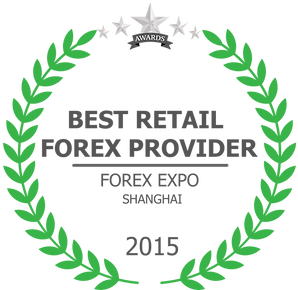 AWARDS
BEST RETAIL
FOREX PROVIDER
FOREX EXPO
SHANGHAI
2015